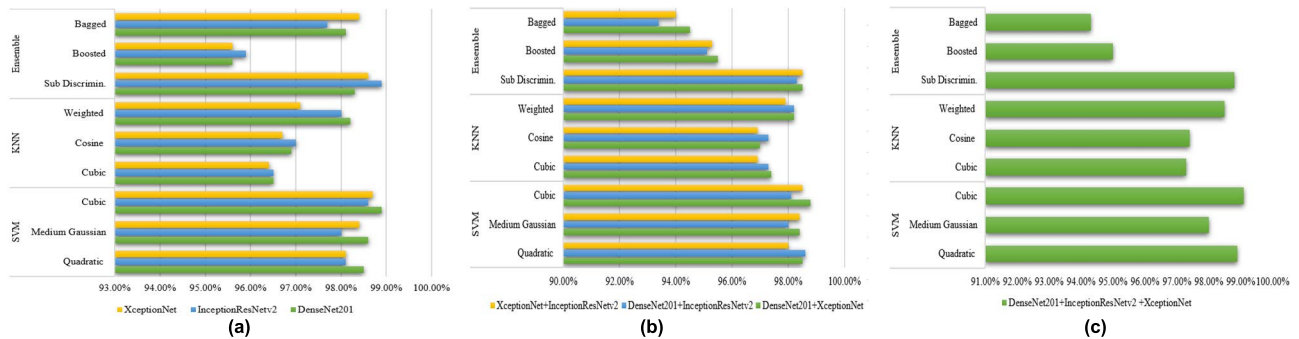 Ensemble
Bagged
Boosted
Sub Discrimin.
KNN
Weighted
Cosine
Cubic
SVM
Cubic
Medium Gaussian
Quadratic
93.00% 94.00% 95.00% 96.00% 97.00% 98.00% 99.00% 100.00%
XceptionNet InceptionResNetv2 DenseNet201
(a)
Ensemble
Bagged
Boosted
Sub Discrimin.
KNN
Weighted
Cosine
Cubic
SVM
Cubic
Medium Gaussian
Quadratic
90.00% 92.00% 94.00% 96.00% 98.00% 100.00%
XceptionNet+InceptionResNetv2 DenseNet201+InceptionResNetv2 DenseNet201+XceptionNet
(b)
Ensemble
Bagged
Boosted
Sub Discrimin.
KNN
Weighted
Cosine
Cubic
SVM
Cubic
Medium Gaussian
Quadratic
91.00% 92.00% 93.00% 94.00% 95.00% 96.00% 97.00% 98.00% 99.00% 100.00%
DenseNet201+InceptionResNetv2 +XceptionNet
(c)